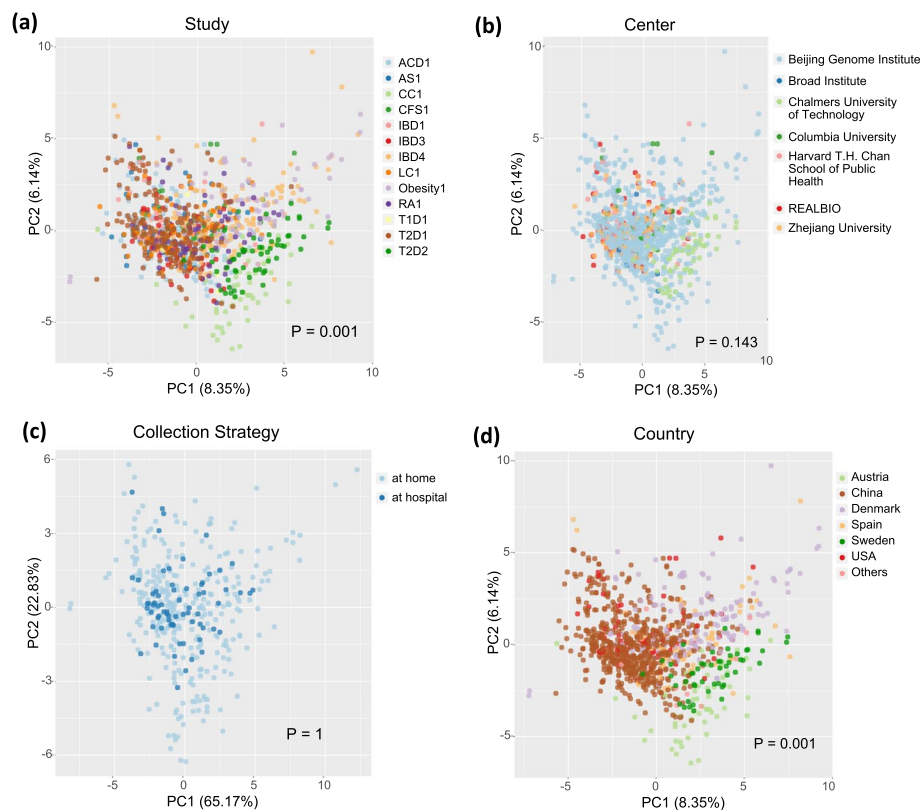 (a)
Study
10
5
0
-5
PC2 (6.14%)
-5
0
5
10
PC1 (8.35%)
P = 0.001
ACD1
AS1
CC1
CFS1
IBD1
IBD3
IBD4
LC1
Obesity1
RA1
T1D1
T2D1
T2D2
(b)
Center
10
5
0
-5
PC2 (6.14%)
-5
0
5
10
PC1 (8.35%)
P = 0.143
Beijing Genome Institute
Broad Institute
Chalmers University
of Technology
Columbia University
Harvard T.H. Chan
School of Public
Health
REALBIO
Zhejiang University
(c)
Collection Strategy
6
3
0
-3
-6
PC2 (22.83%)
-5
0
5
10
PC1 (65.17%)
P = 1
at home
at hospital
(d)
Country
10
5
0
-5
PC2 (6.14%)
-5
0
5
10
PC1 (8.35%)
P = 0.001
Austria
China
Denmark
Spain
Sweden
USA
Others